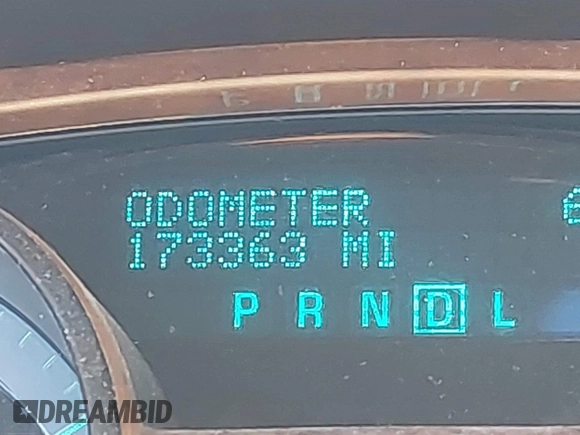 ODOMETER
173363 MI
P R N D L
DREAMBID